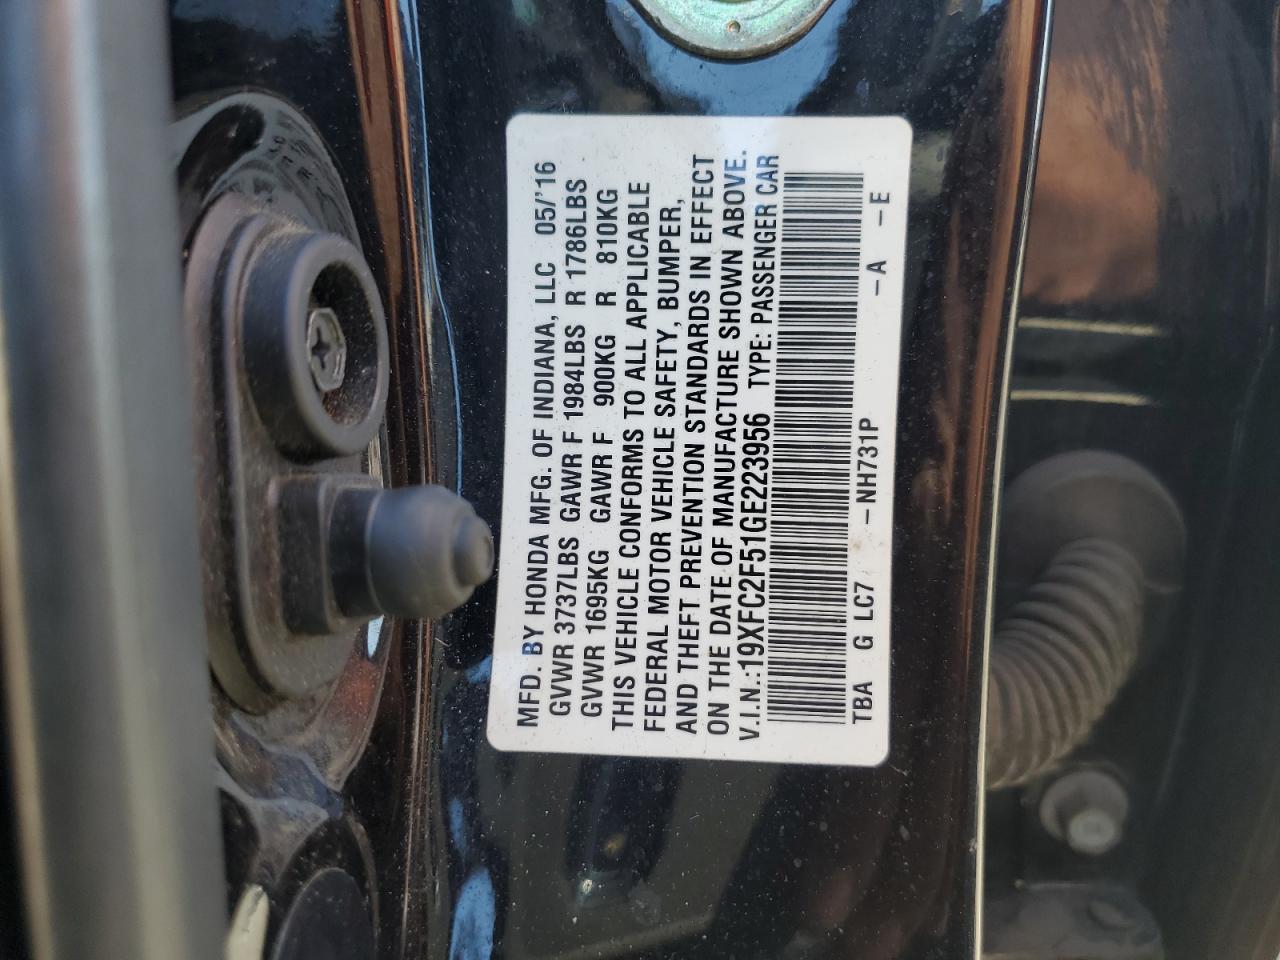 MFD. BY HONDA MFG. OF INDIANA, LLC 05/'16
GVWR 3737LBS GAWR F 1984LBS R 1786LBS
GVWR 1695KG GAWR F 900KG R 810KG
THIS VEHICLE CONFORMS TO ALL APPLICABLE
FEDERAL MOTOR VEHICLE SAFETY, BUMPER,
AND THEFT PREVENTION STANDARDS IN EFFECT
ON THE DATE OF MANUFACTURE SHOWN ABOVE.
V.I.N.:19XFC2F51GE223956 TYPE: PASSENGER CAR
TBA G LC7 -NH731P -A -E